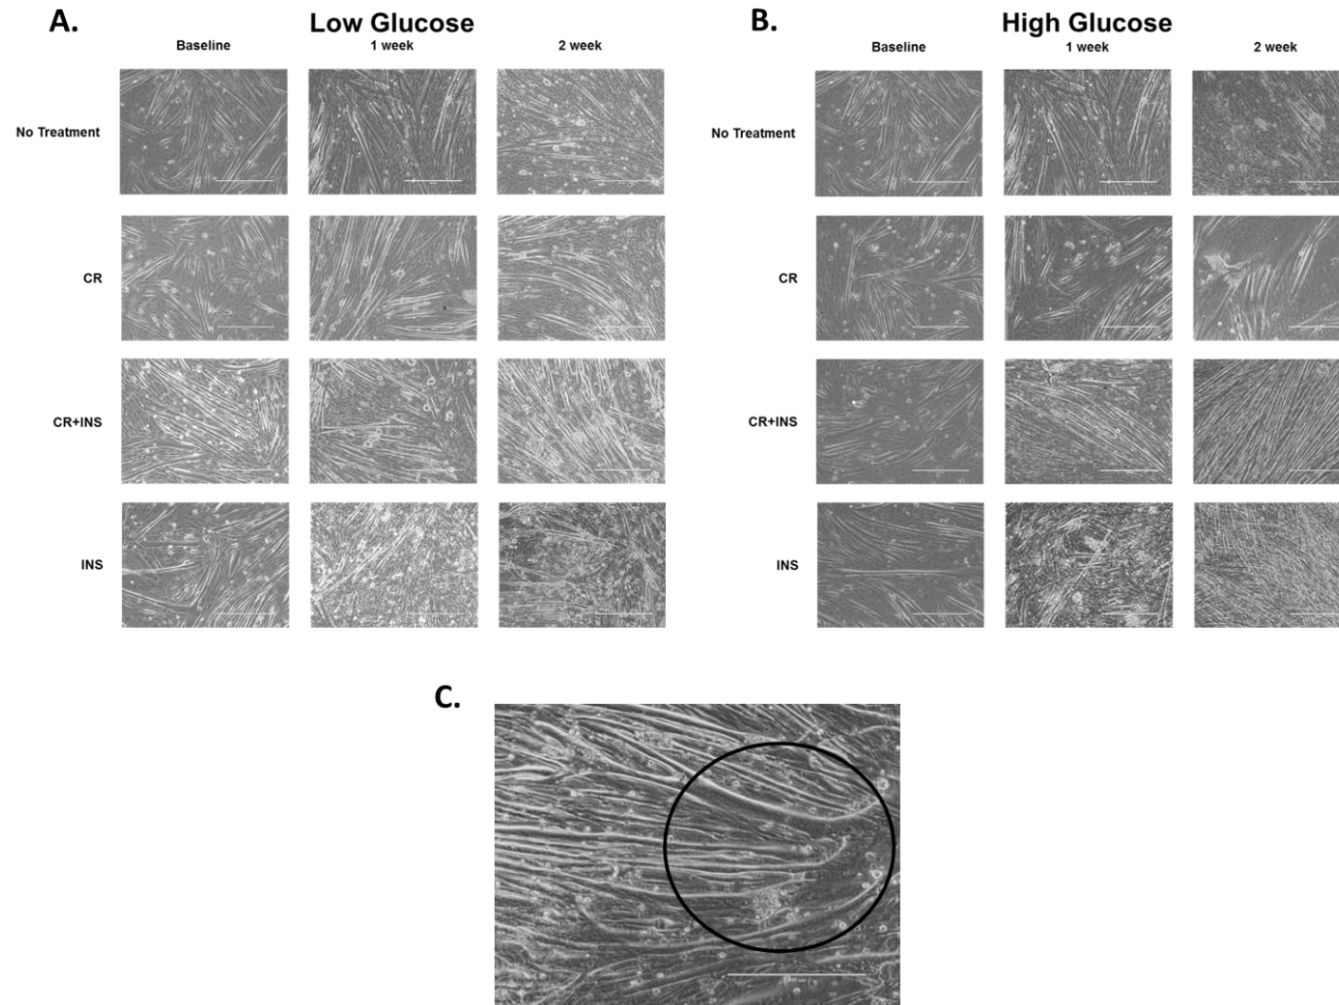 A.
Low Glucose
Baseline 1 week 2 week
No Treatment
CR
CR+INS
INS
B.
High Glucose
Baseline 1 week 2 week
No Treatment
CR
CR+INS
INS
C.